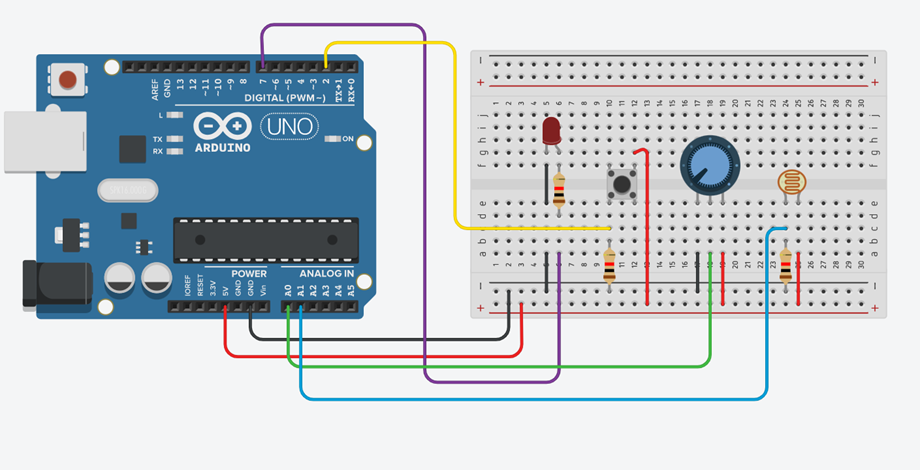 AREF
GND
13
12
~11
~10
~9
8
7
~6
~5
4
~3
2
TX→1
RX←0
DIGITAL (PWM~)
L
TX
RX
UNO
ON
ARDUINO
POWER
ANALOG IN
IOREF
RESET
3.3V
5V
GND
GND
Vin
A0
A1
A2
A3
A4
A5
− −
+ +
1 2 3 4 5 6 7 8 9 10 11 12 13 14 15 16 17 18 19 20 21 22 23 24 25 26 27 28 29 30
j j
i i
h h
g g
f f
e e
d d
c c
b b
a a
1 2 3 4 5 6 7 8 9 10 11 12 13 14 15 16 17 18 19 20 21 22 23 24 25 26 27 28 29 30
− −
+ +